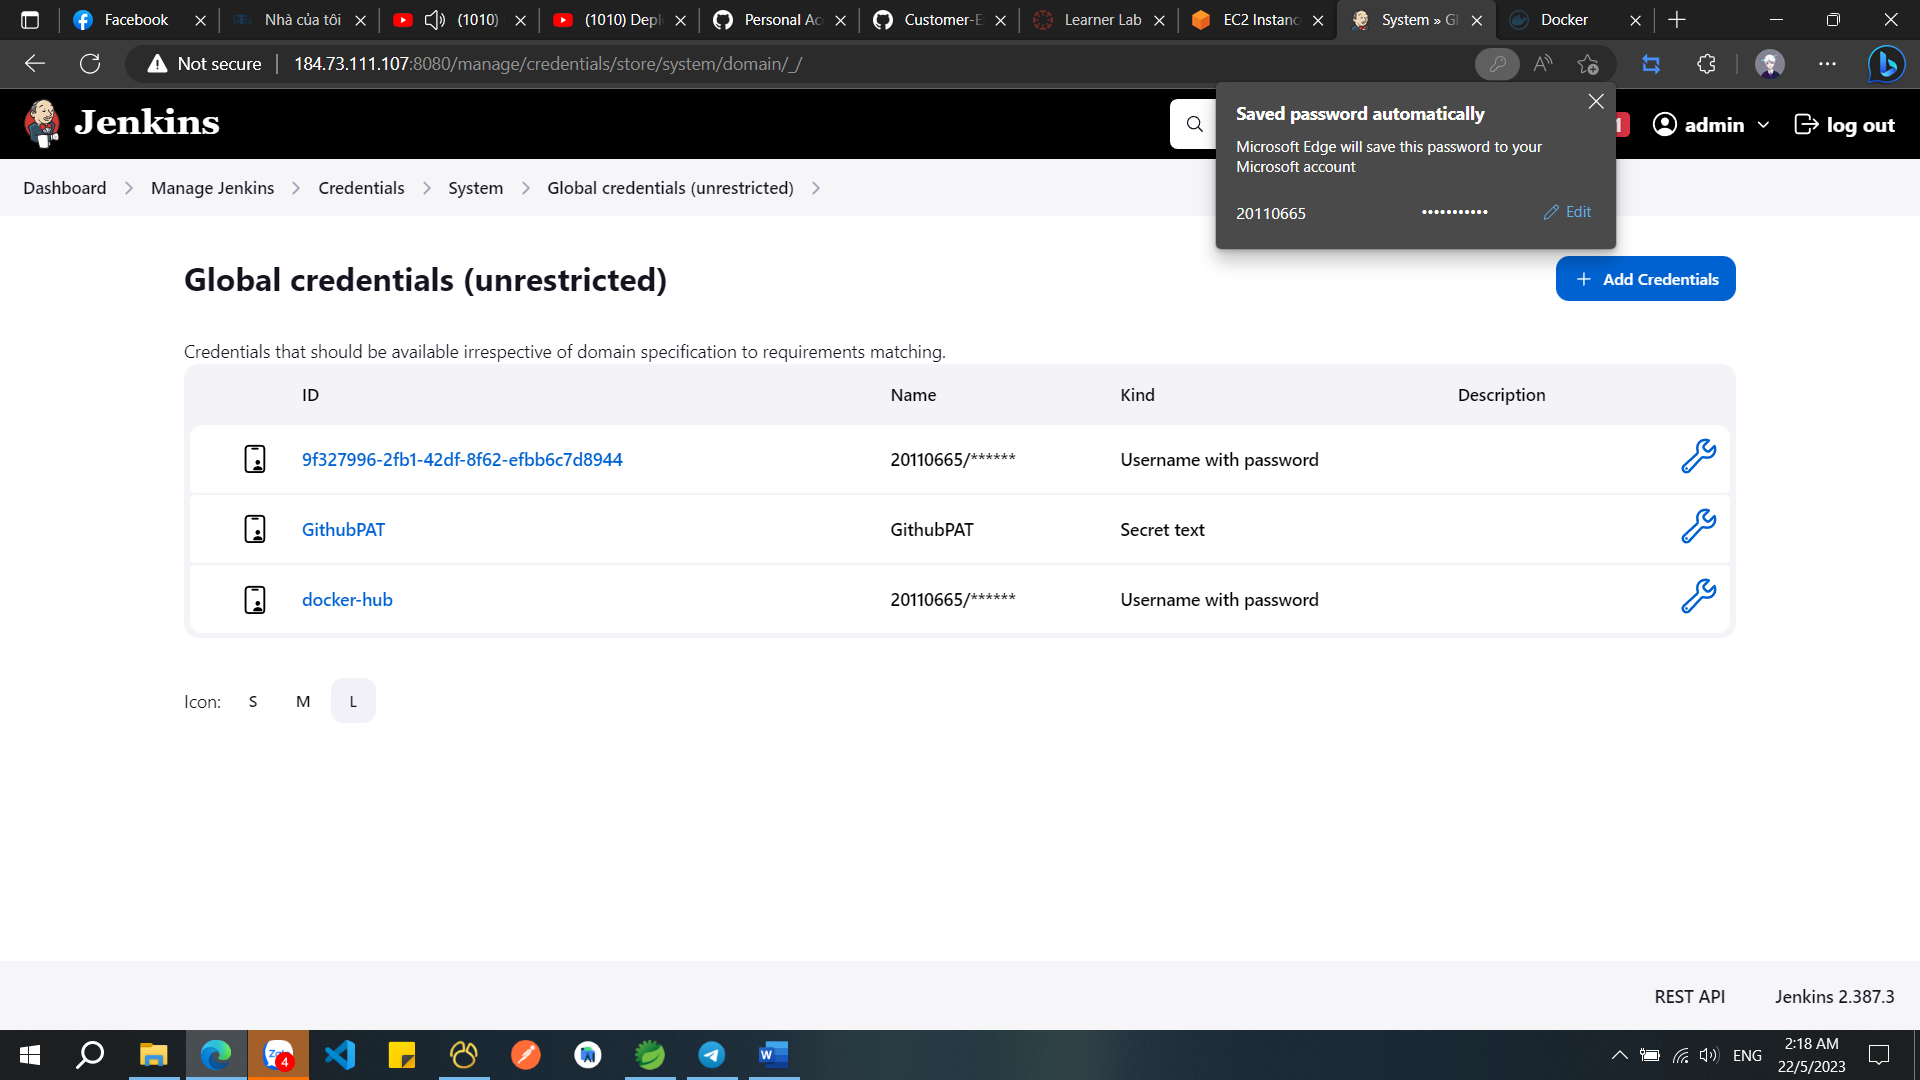 Facebook
Nhà của tôi
(1010)
(1010) Depl
Personal Ac
Customer-E
Learner Lab
EC2 Instanc
System » Gl
Docker
Not secure
184.73.111.107:8080/manage/credentials/store/system/domain/_/
Jenkins
1
admin
log out
Saved password automatically
Microsoft Edge will save this password to your
Microsoft account
20110665
•••••••••••
Edit
Dashboard
Manage Jenkins
Credentials
System
Global credentials (unrestricted)
Global credentials (unrestricted)
Add Credentials
Credentials that should be available irrespective of domain specification to requirements matching.
ID Name Kind Description
9f327996-2fb1-42df-8f62-efbb6c7d8944 20110665/****** Username with password
GithubPAT GithubPAT Secret text
docker-hub 20110665/****** Username with password
Icon: S M L
REST API
Jenkins 2.387.3
4
ENG
2:18 AM
22/5/2023